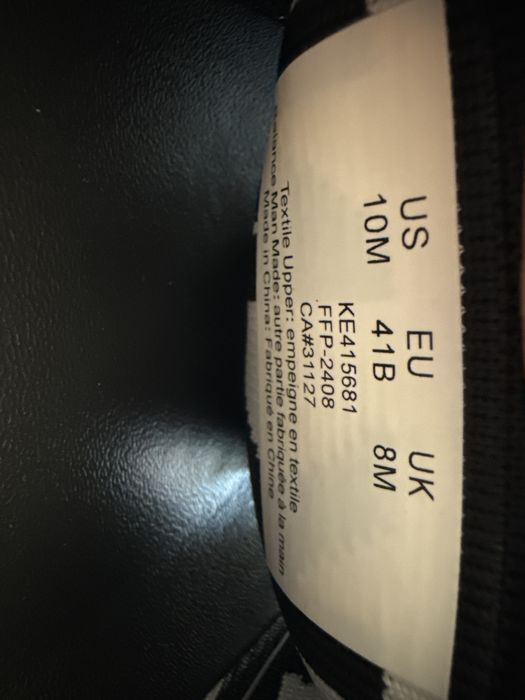 US EU UK
10M 41B 8M
KE415681
FFP-2408
CA#31127
Textile Upper: empeigne en textile
Balance Man Made: autre partie fabriquée à la main
Made in China: Fabriqué en Chine